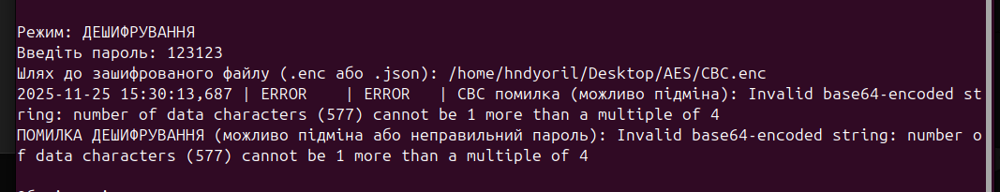 Режим: ДЕШИФРУВАННЯ
Введіть пароль: 123123
Шлях до зашифрованого файлу (.enc або .json): /home/hndyoril/Desktop/AES/CBC.enc
2025-11-25 15:30:13,687 | ERROR    | ERROR   | CBC помилка (можливо підміна): Invalid base64-encoded st
ring: number of data characters (577) cannot be 1 more than a multiple of 4
ПОМИЛКА ДЕШИФРУВАННЯ (можливо підміна або неправильний пароль): Invalid base64-encoded string: number o
f data characters (577) cannot be 1 more than a multiple of 4